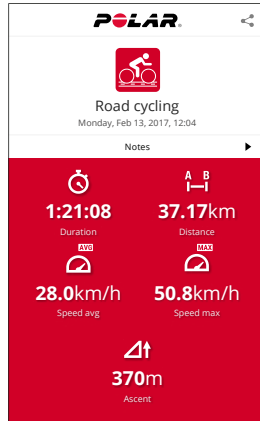 POLAR.
Road cycling
Monday, Feb 13, 2017, 12:04
Notes
A B
1:21:08 37.17km
Duration Distance
AVG MAX
28.0km/h 50.8km/h
Speed avg Speed max
370m
Ascent